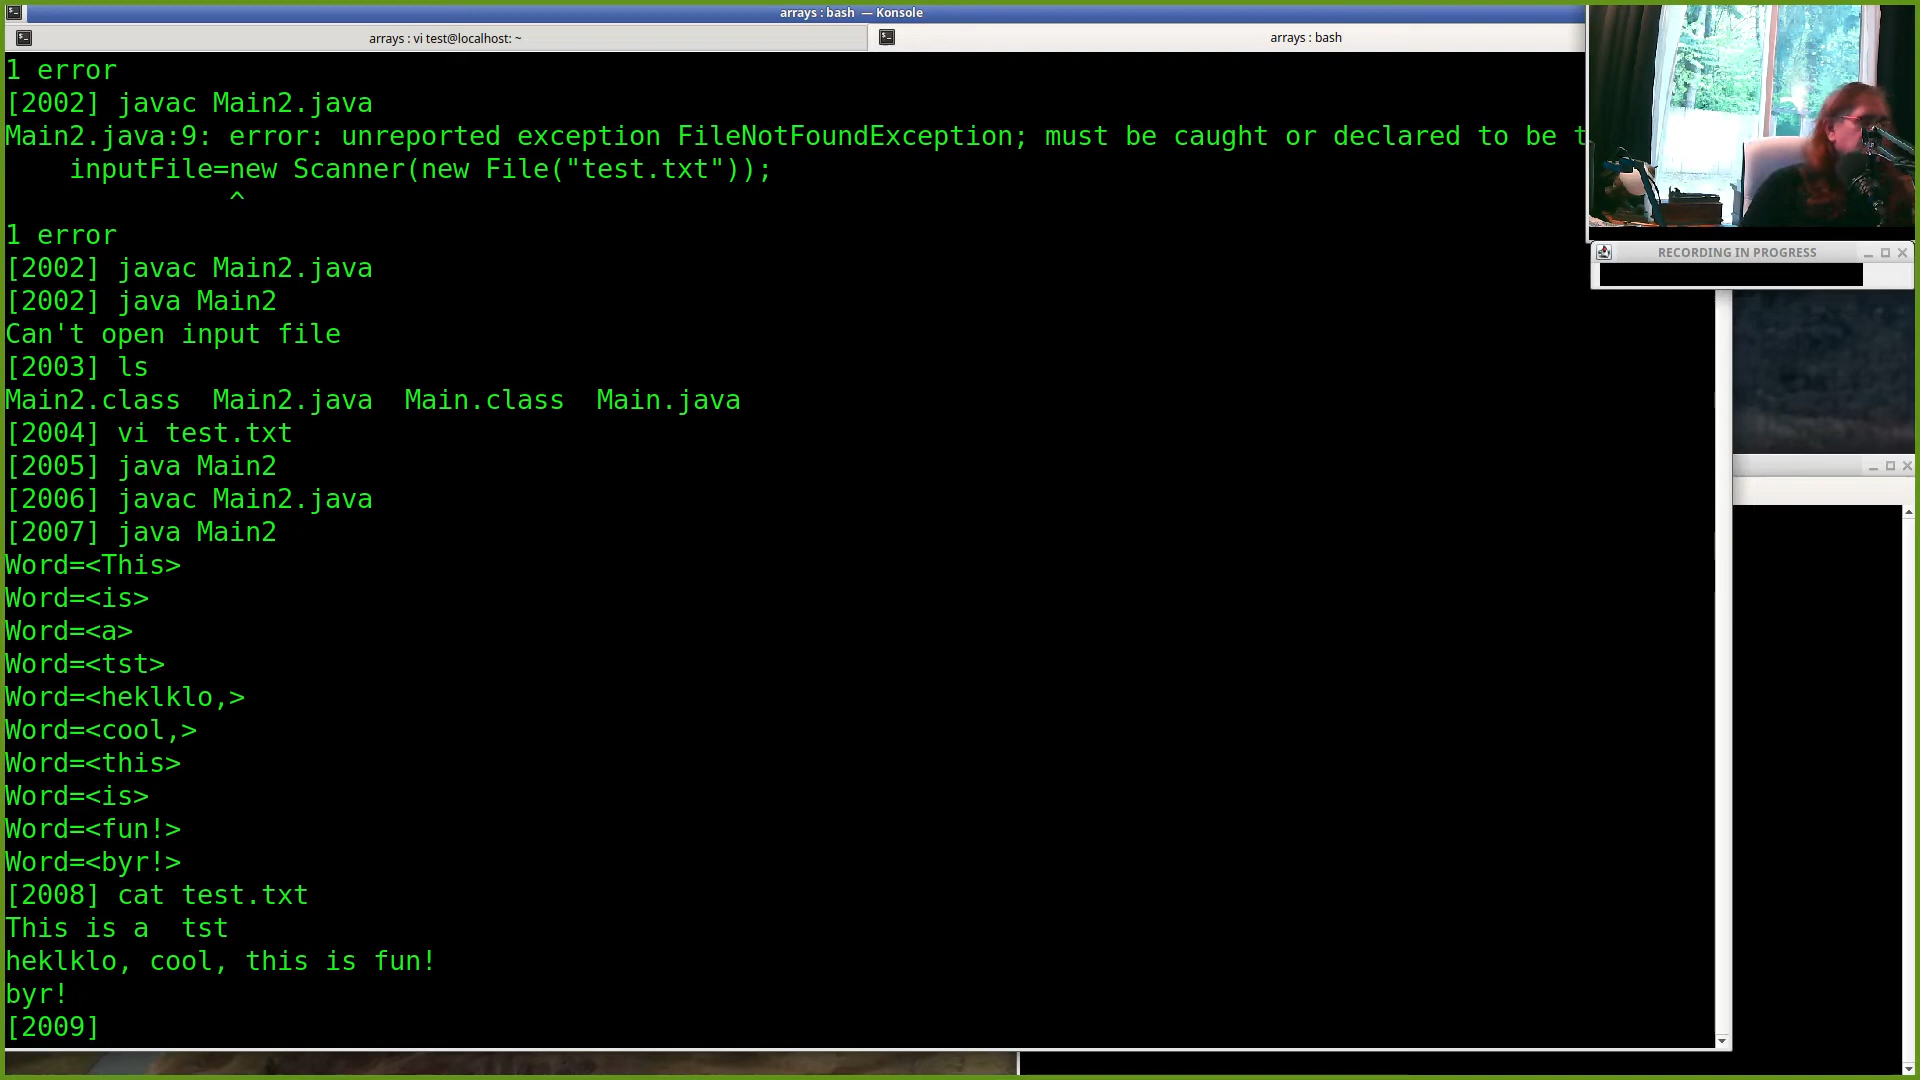 arrays : bash — Konsole
arrays : vi test@localhost: ~
arrays : bash
1 error
[2002] javac Main2.java
Main2.java:9: error: unreported exception FileNotFoundException; must be caught or declared to be t
    inputFile=new Scanner(new File("test.txt"));
              ^
1 error
[2002] javac Main2.java
[2002] java Main2
Can't open input file
[2003] ls
Main2.class  Main2.java  Main.class  Main.java
[2004] vi test.txt
[2005] java Main2
[2006] javac Main2.java
[2007] java Main2
Word=<This>
Word=<is>
Word=<a>
Word=<tst>
Word=<heklklo,>
Word=<cool,>
Word=<this>
Word=<is>
Word=<fun!>
Word=<byr!>
[2008] cat test.txt
This is a  tst
heklklo, cool, this is fun!
byr!
[2009]
RECORDING IN PROGRESS